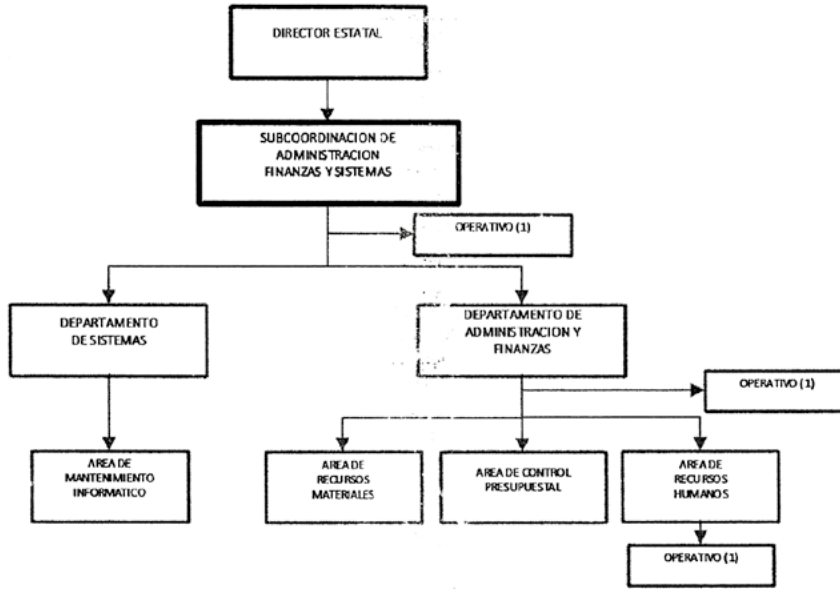 DIRECTOR ESTATAL
SUBCOORDINACION DE
ADMINISTRACION
FINANZAS Y SISTEMAS
OPERATIVO (1)
DEPARTAMENTO
DE SISTEMAS
DEPARTAMENTO DE
ADMINISTRACION Y
FINANZAS
OPERATIVO (1)
AREA DE
MANTENIMIENTO
INFORMATICO
AREA DE
RECURSOS
MATERIALES
AREA DE CONTROL
PRESUPUESTAL
AREA DE
RECURSOS
HUMANOS
OPERATIVO (1)